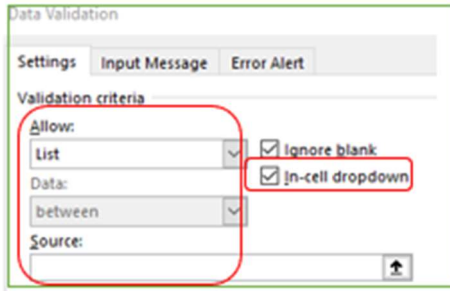 Data Validation
Settings Input Message Error Alert
Validation criteria
Allow:
List
Ignore blank
In-cell dropdown
Data:
between
Source: